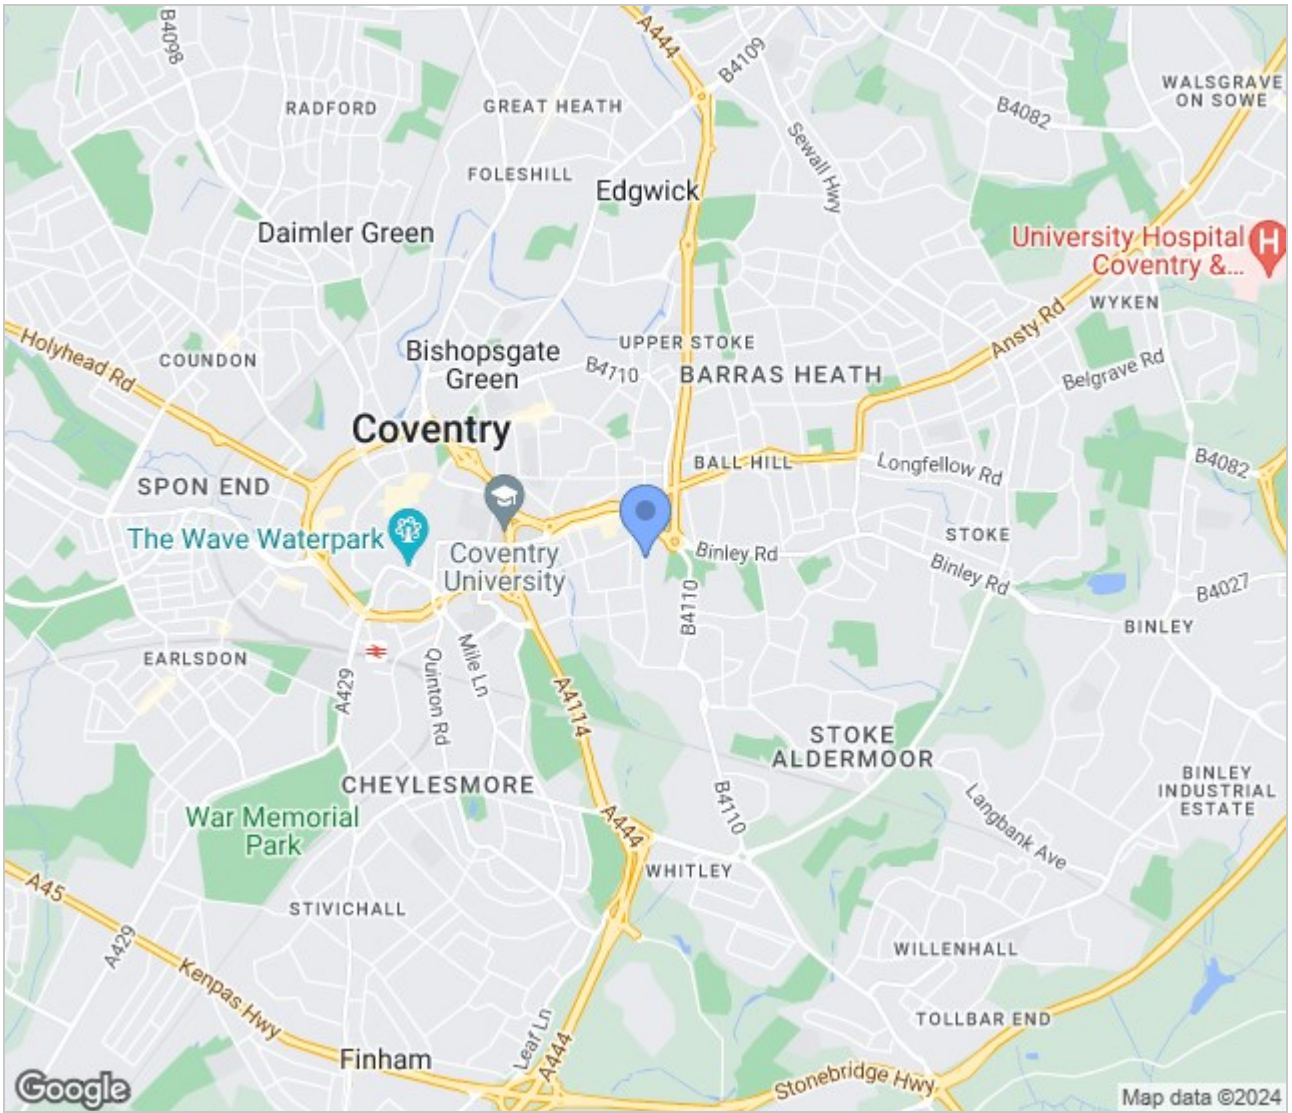 A444
B4109
B4098
WALSGRAVE
ON SOWE
RADFORD
GREAT HEATH
B4082
Sewall Hwy
FOLESHILL
Edgwick
Daimler Green
University Hospital
Coventry &...
H
WYKEN
Ansty Rd
Holyhead Rd
UPPER STOKE
COUNDON
Bishopsgate
Green
B4710
BARRAS HEATH
Belgrave Rd
Coventry
BALL HILL
Longfellow Rd
B4082
SPON END
The Wave Waterpark
Coventry
University
Binley Rd
STOKE
Binley Rd
B4027
B4110
BINLEY
EARLSDON
Mile Ln
Quinton Rd
A429
A4114
STOKE
ALDERMOOR
CHEYLESMORE
BINLEY
INDUSTRIAL
ESTATE
War Memorial
Park
A444
B4110
Langbank Ave
WHITLEY
A45
STIVICHALL
A429
WILLENHALL
Kenpas Hwy
TOLLBAR END
Leaf Ln
A444
Finham
Stonebridge Hwy
Google
Map data ©2024